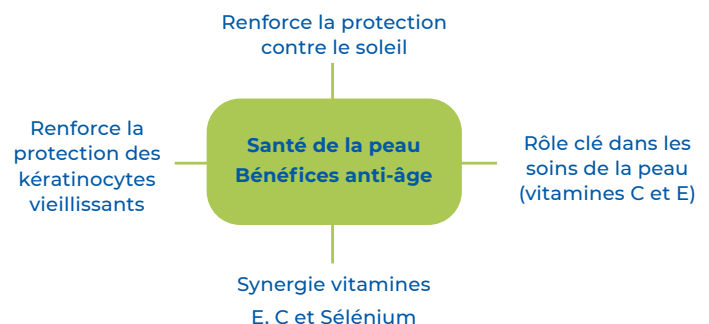 Renforce la protection
contre le soleil
Renforce la
protection des
kératinocytes
vieillissants
Santé de la peau
Bénéfices anti-âge
Rôle clé dans les
soins de la peau
(vitamines C et E)
Synergie vitamines
E, C et Sélénium